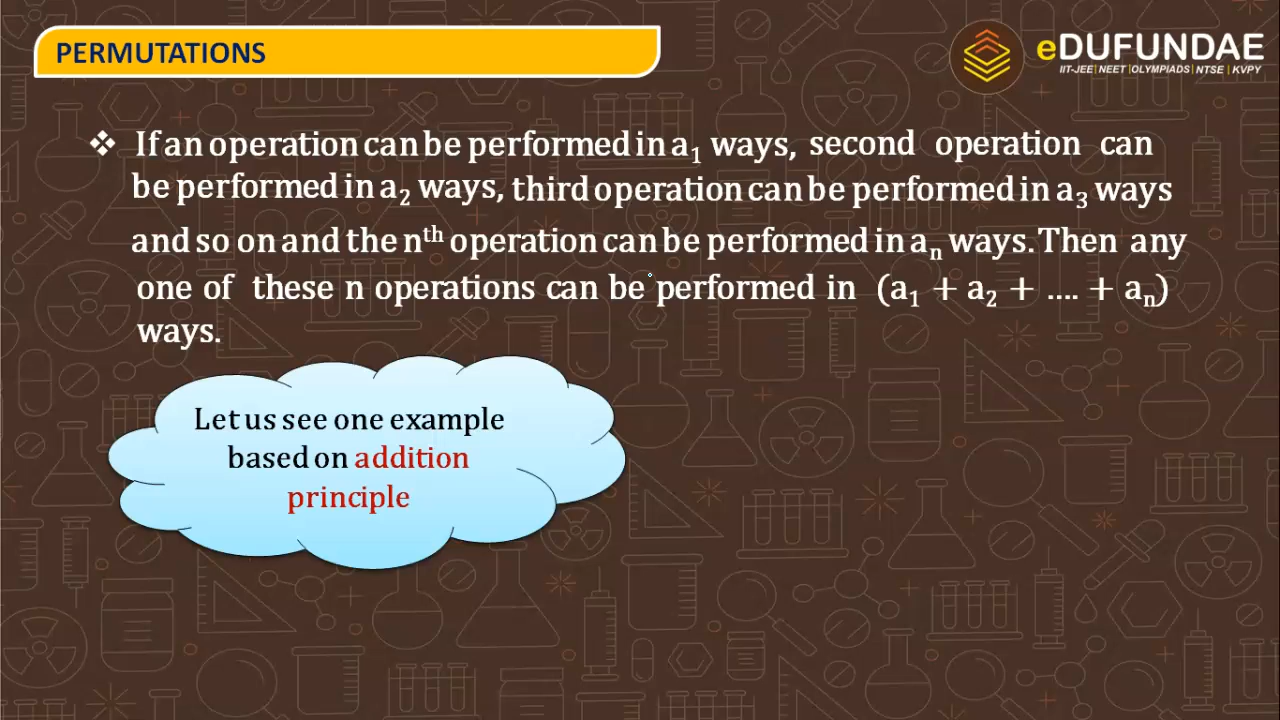 PERMUTATIONS
eDUFUNDAE
IIT-JEE| NEET |OLYMPIADS| NTSE | KVPY
❖ If an operation can be performed in a₁ ways, second operation can
be performed in a₂ ways, third operation can be performed in a₃ ways
and so on and the nᵗʰ operation can be performed in aₙ ways. Then any
one of these n operations can be performed in (a₁ + a₂ + .... + aₙ)
ways.
Let us see one example
based on addition
principle